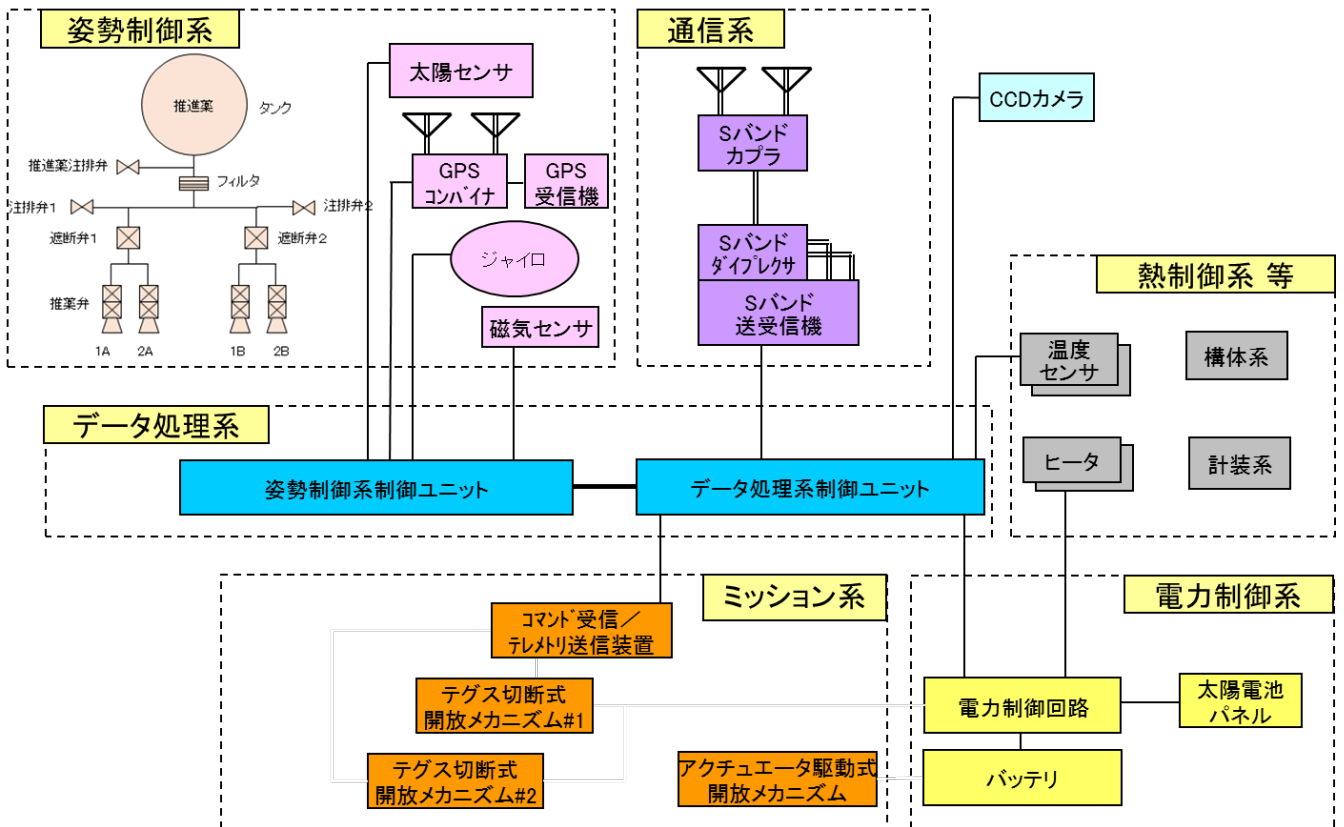 姿勢制御系
推進薬
タンク
推進薬注排弁
フィルタ
注排弁1
注排弁2
遮断弁1
遮断弁2
推薬弁
1A
2A
1B
2B
太陽センサ
GPS
コンバイナ
GPS
受信機
ジャイロ
磁気センサ
通信系
Sバンド
カプラ
Sバンド
ダイプレクサ
Sバンド
送受信機
CCDカメラ
熱制御系 等
温度
センサ
構体系
ヒータ
計装系
データ処理系
姿勢制御系制御ユニット
データ処理系制御ユニット
ミッション系
コマンド受信／
テレメトリ送信装置
テグス切断式
開放メカニズム#1
テグス切断式
開放メカニズム#2
アクチュエータ駆動式
開放メカニズム
電力制御系
電力制御回路
太陽電池
パネル
バッテリ